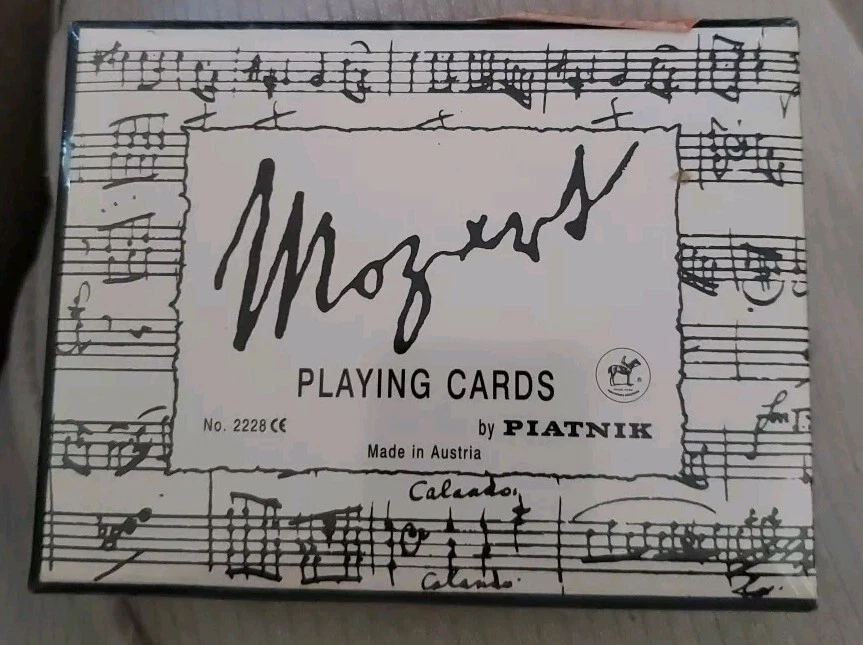 Mozart
PLAYING CARDS
No. 2228 CE
by PIATNIK
Made in Austria
Calando.
Calando.